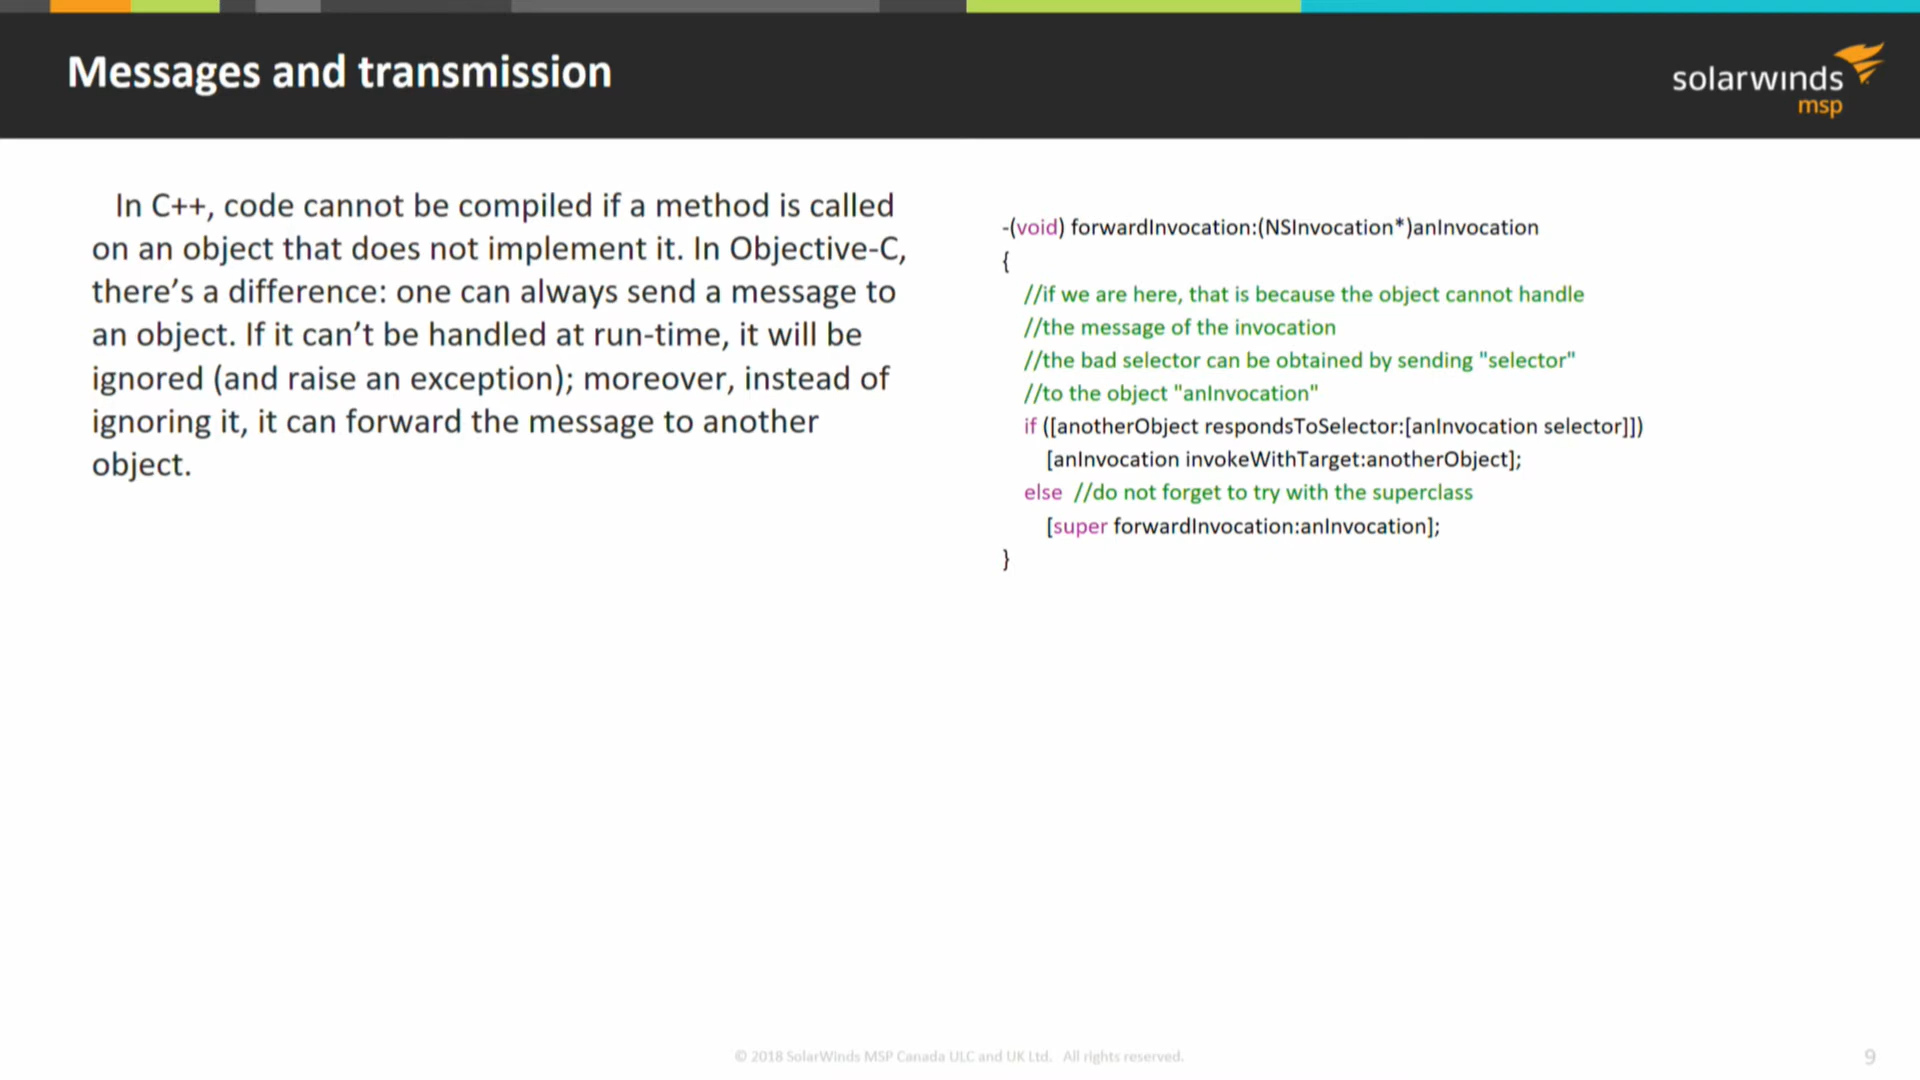 Messages and transmission
solarwinds
msp
In C++, code cannot be compiled if a method is called
on an object that does not implement it. In Objective-C,
there’s a difference: one can always send a message to
an object. If it can’t be handled at run-time, it will be
ignored (and raise an exception); moreover, instead of
ignoring it, it can forward the message to another
object.
-(void) forwardInvocation:(NSInvocation*)anInvocation
{
//if we are here, that is because the object cannot handle
//the message of the invocation
//the bad selector can be obtained by sending "selector"
//to the object "anInvocation"
if ([anotherObject respondsToSelector:[anInvocation selector]])
[anInvocation invokeWithTarget:anotherObject];
else //do not forget to try with the superclass
[super forwardInvocation:anInvocation];
}
© 2018 SolarWinds MSP Canada ULC and UK Ltd. All rights reserved.
9